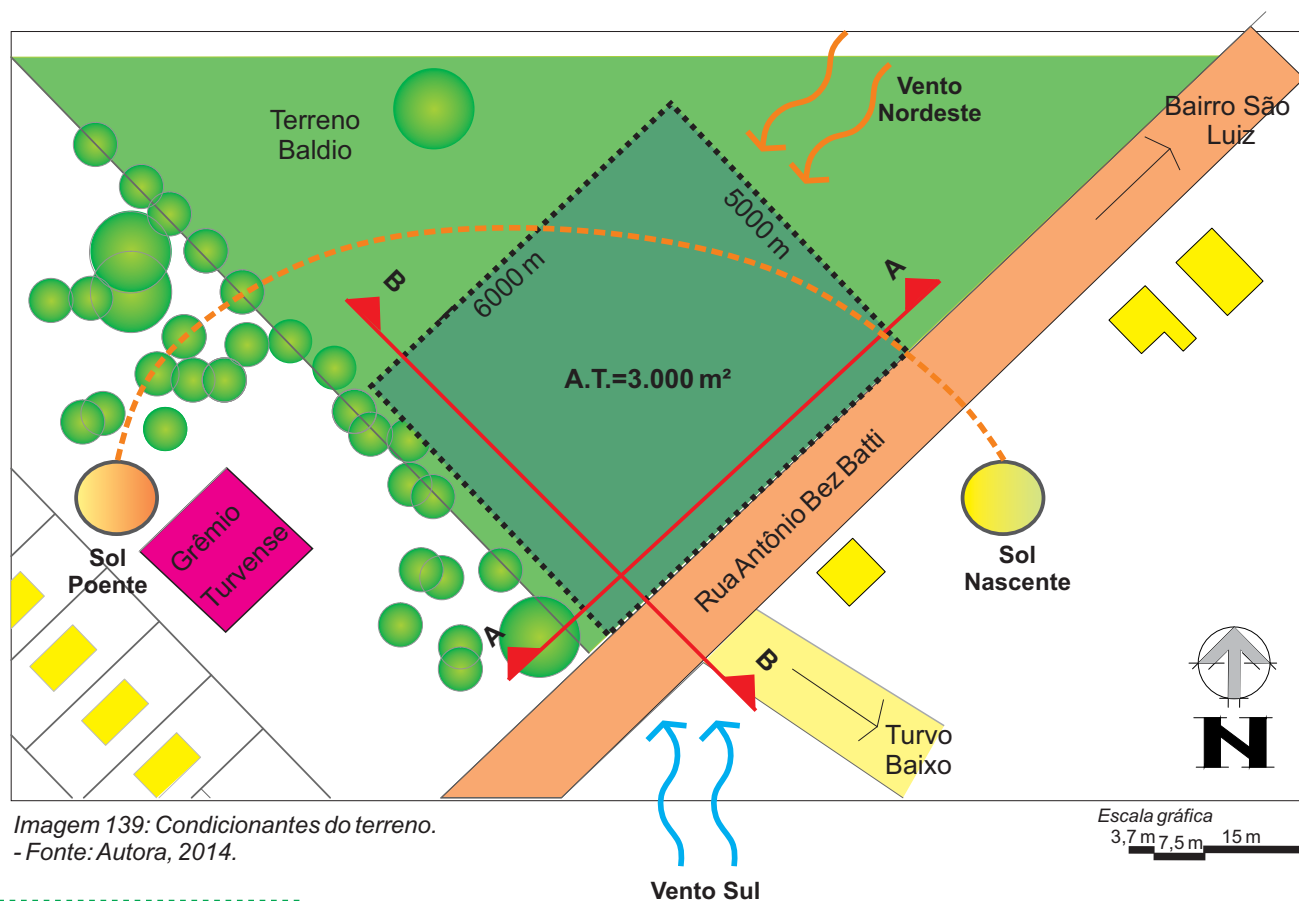 Terreno
Baldio
Vento
Nordeste
Bairro São
Luiz
5000 m
6000 m
B
A
A.T.=3.000 m²
Rua Antônio Bez Batti
Sol
Poente
Grêmio
Turvense
Sol
Nascente
A
B
Turvo
Baixo
N
Imagem 139: Condicionantes do terreno.
- Fonte: Autora, 2014.
Escala gráfica
3,7 m 7,5 m 15 m
Vento Sul